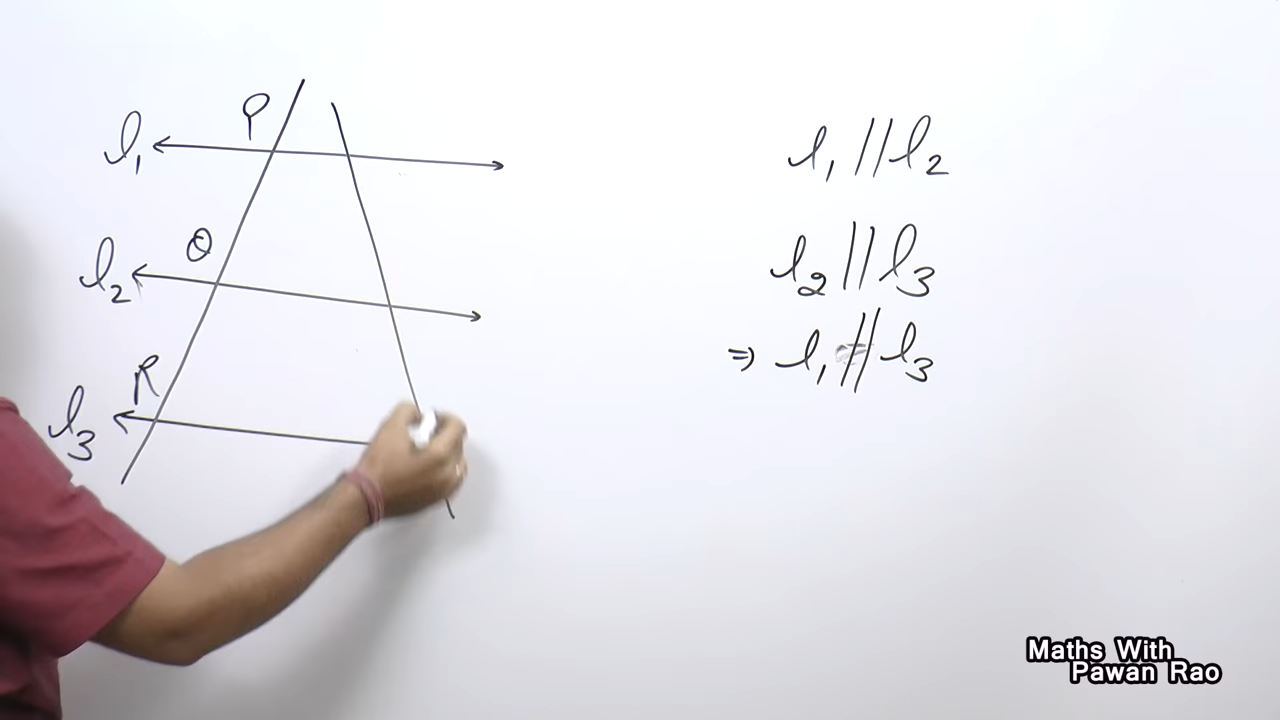 P
l₁
Q
l₂
R
l₃
l₁ || l₂
l₂ || l₃
⇒ l₁ || l₃
Maths With
Pawan Rao